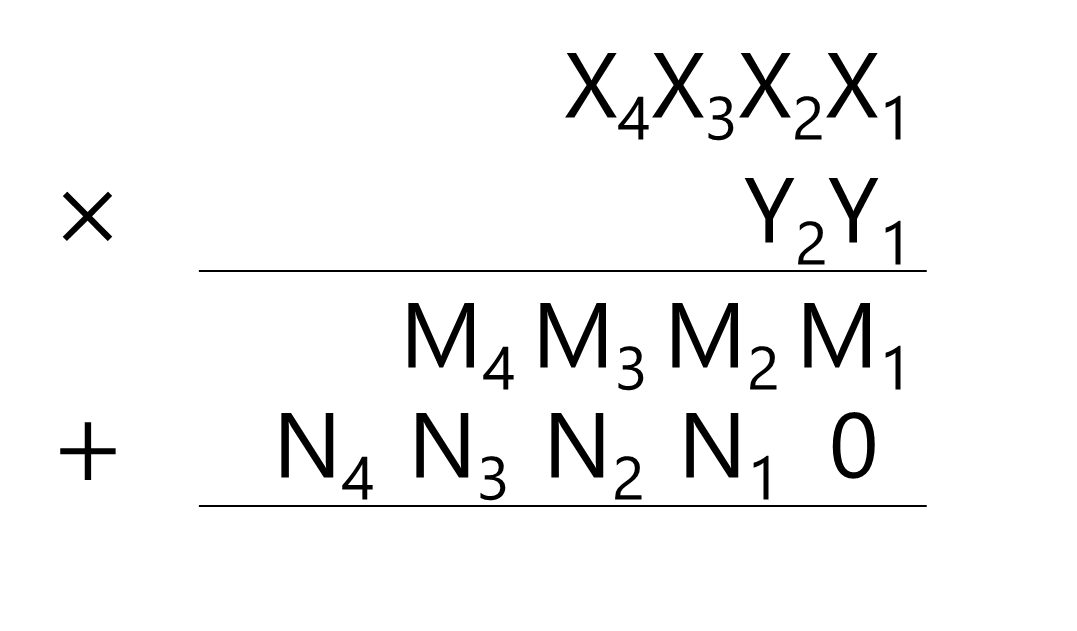 X₄X₃X₂X₁
× Y₂Y₁
M₄ M₃ M₂ M₁
+ N₄ N₃ N₂ N₁ 0